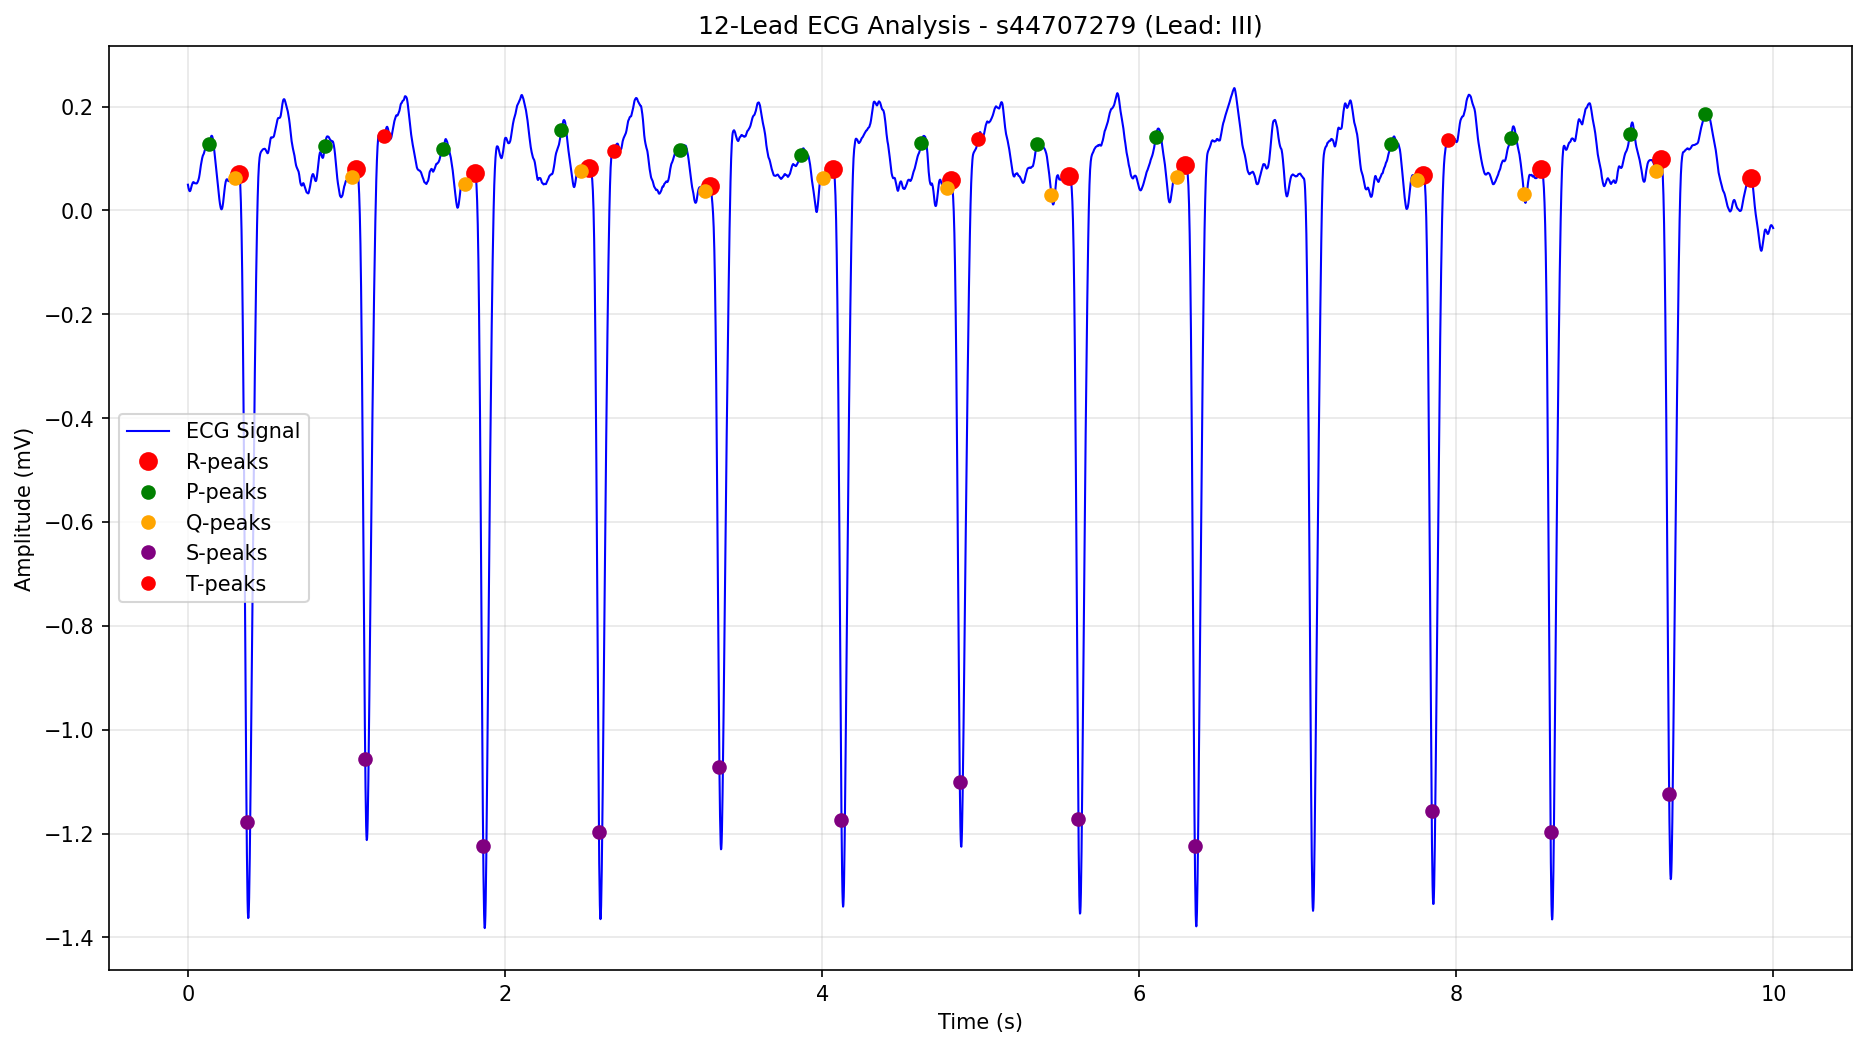 12-Lead ECG Analysis - s44707279 (Lead: III)
Amplitude (mV)
0.2
0.0
−0.2
−0.4
−0.6
−0.8
−1.0
−1.2
−1.4
ECG Signal
R-peaks
P-peaks
Q-peaks
S-peaks
T-peaks
0 2 4 6 8 10
Time (s)